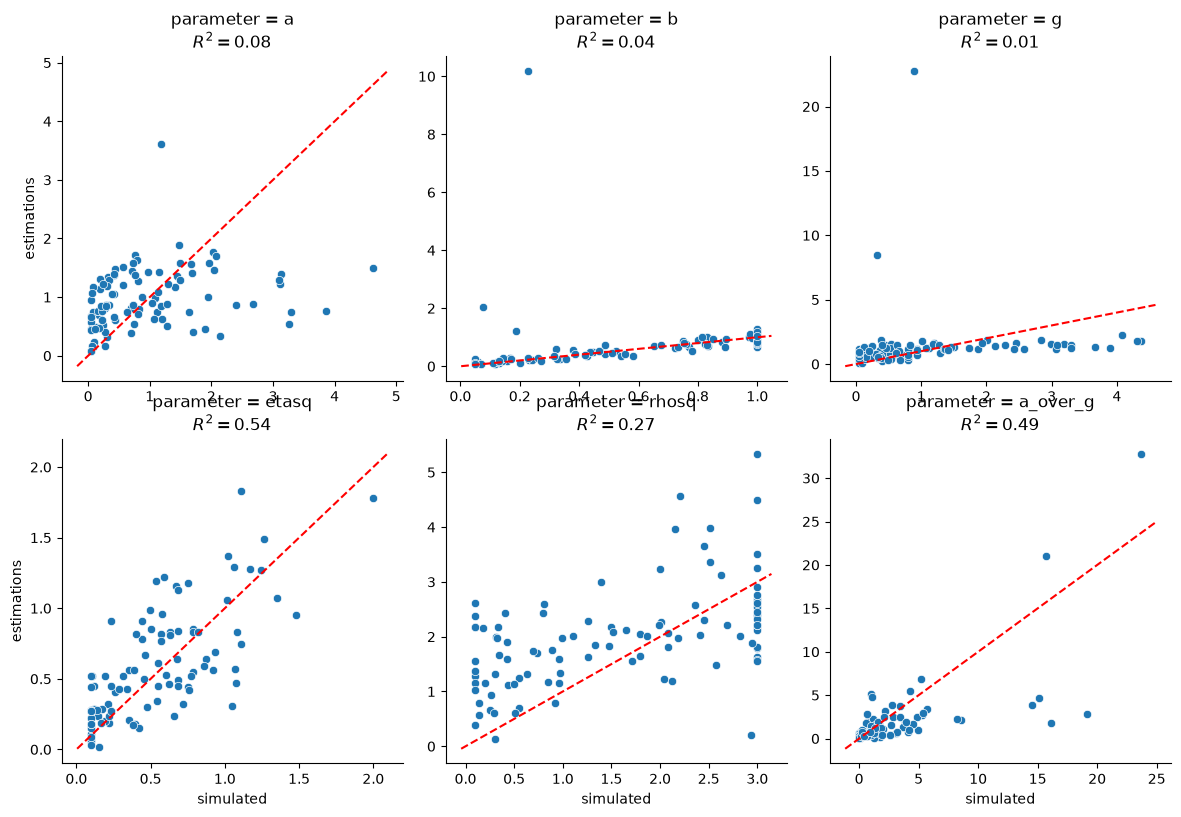 parameter = a
R² = 0.08
parameter = b
R² = 0.04
parameter = g
R² = 0.01
5
4
3
2
1
0
estimations
0 1 2 3 4 5
10
8
6
4
2
0
0.0 0.2 0.4 0.6 0.8 1.0
20
15
10
5
0
0 1 2 3 4
parameter = etasq
R² = 0.54
parameter = rhosq
R² = 0.27
parameter = a_over_g
R² = 0.49
2.0
1.5
1.0
0.5
0.0
estimations
0.0 0.5 1.0 1.5 2.0
simulated
5
4
3
2
1
0
0.0 0.5 1.0 1.5 2.0 2.5 3.0
simulated
30
25
20
15
10
5
0
0 5 10 15 20 25
simulated